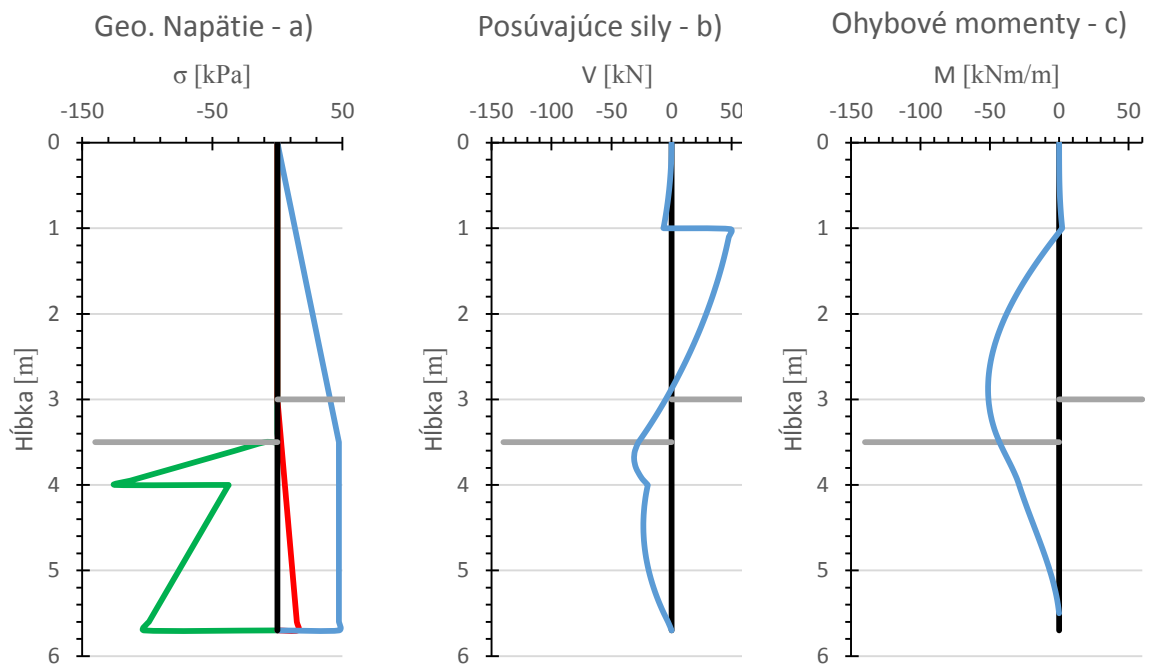 Geo. Napätie - a)
σ [kPa]
-150 -50 50
0
1
2
3
4
5
6
Hĺbka [m]
Posúvajúce sily - b)
V [kN]
-150 -100 -50 0 50
0
1
2
3
4
5
6
Hĺbka [m]
Ohybové momenty - c)
M [kNm/m]
-150 -100 -50 0 50
0
1
2
3
4
5
6
Hĺbka [m]